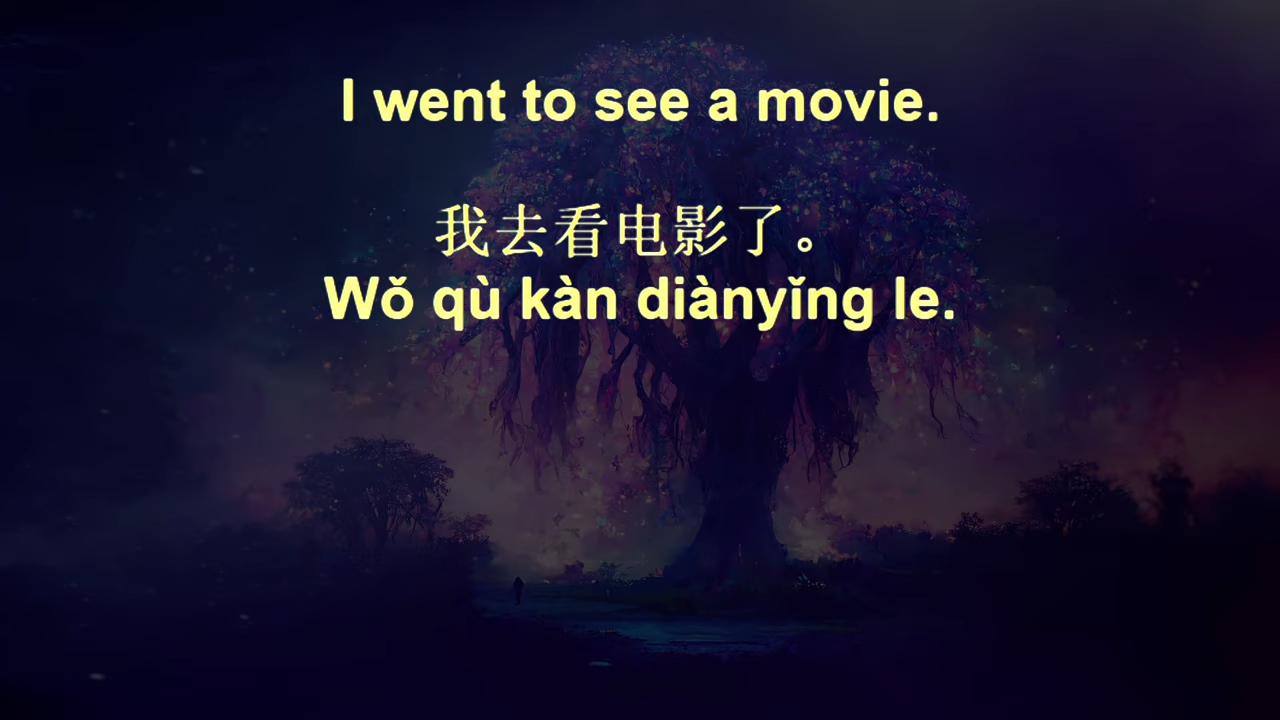 I went to see a movie.
我去看电影了。
Wǒ qù kàn diànyǐng le.